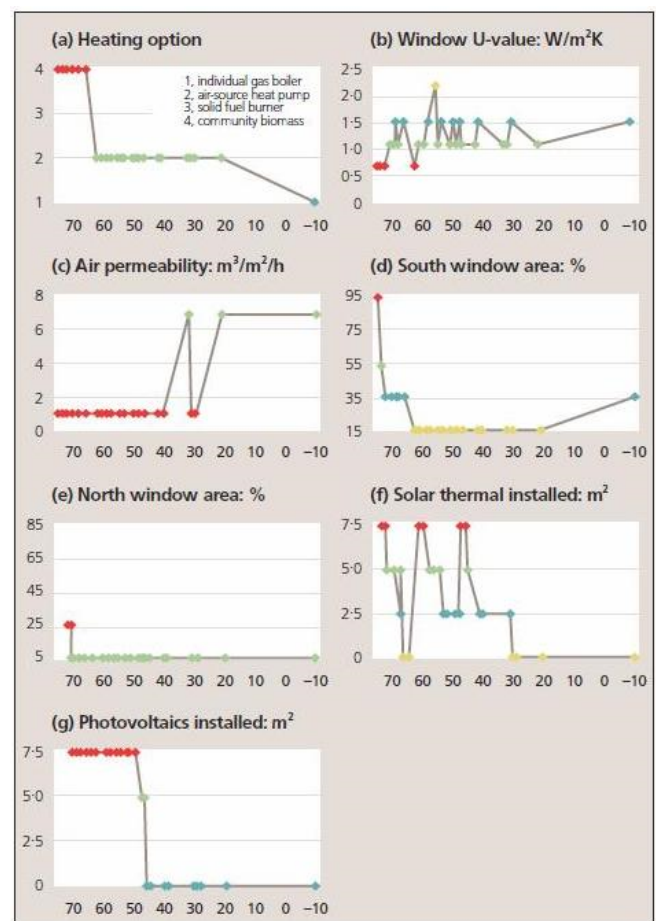 (a) Heating option
4
3
2
1
1, individual gas boiler
2, air-source heat pump
3, solid fuel burner
4, community biomass
70 60 50 40 30 20 10 0 –10
(b) Window U-value: W/m²K
2·5
2·0
1·5
1·0
0·5
0
70 60 50 40 30 20 10 0 –10
(c) Air permeability: m³/m²/h
8
6
4
2
0
70 60 50 40 30 20 10 0 –10
(d) South window area: %
95
75
55
35
15
70 60 50 40 30 20 10 0 –10
(e) North window area: %
85
65
45
25
5
70 60 50 40 30 20 10 0 –10
(f) Solar thermal installed: m²
7·5
5·0
2·5
0
70 60 50 40 30 20 10 0 –10
(g) Photovoltaics installed: m²
7·5
5·0
2·5
0
70 60 50 40 30 20 10 0 –10